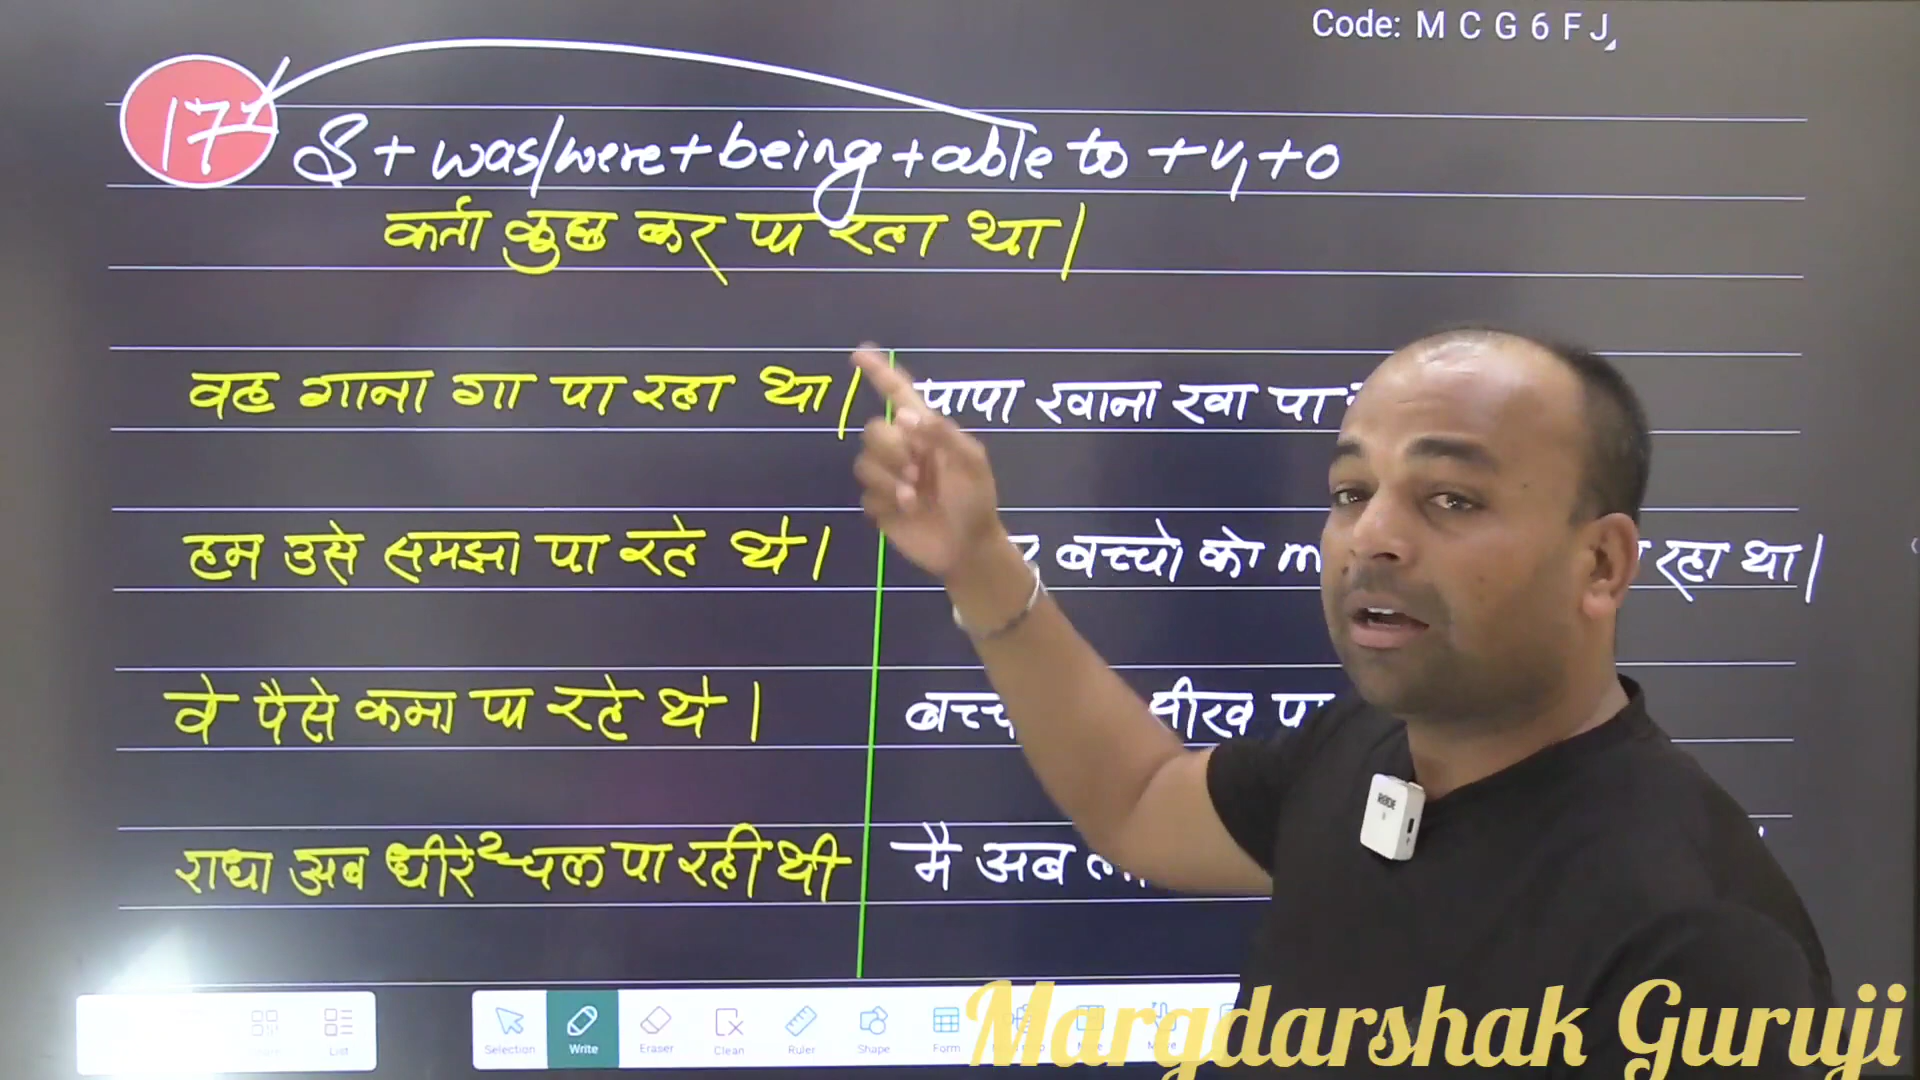 Code: M C G 6 F J
17 S + was/were + being + able to + V1 + O
कर्ता कुछ कर पा रहा था।
वह गाना गा पा रहा था।
पापा खाना खा पा
हम उसे समझा पा रहे थे।
बच्चो को m
रहा था।
वे पैसे कमा पा रहे थे।
पा
राधा अब धीरे2 चल पा रही थी
मै अब
List
Selection Write Eraser Clean Ruler Shape Form
Margdarshak Guruji